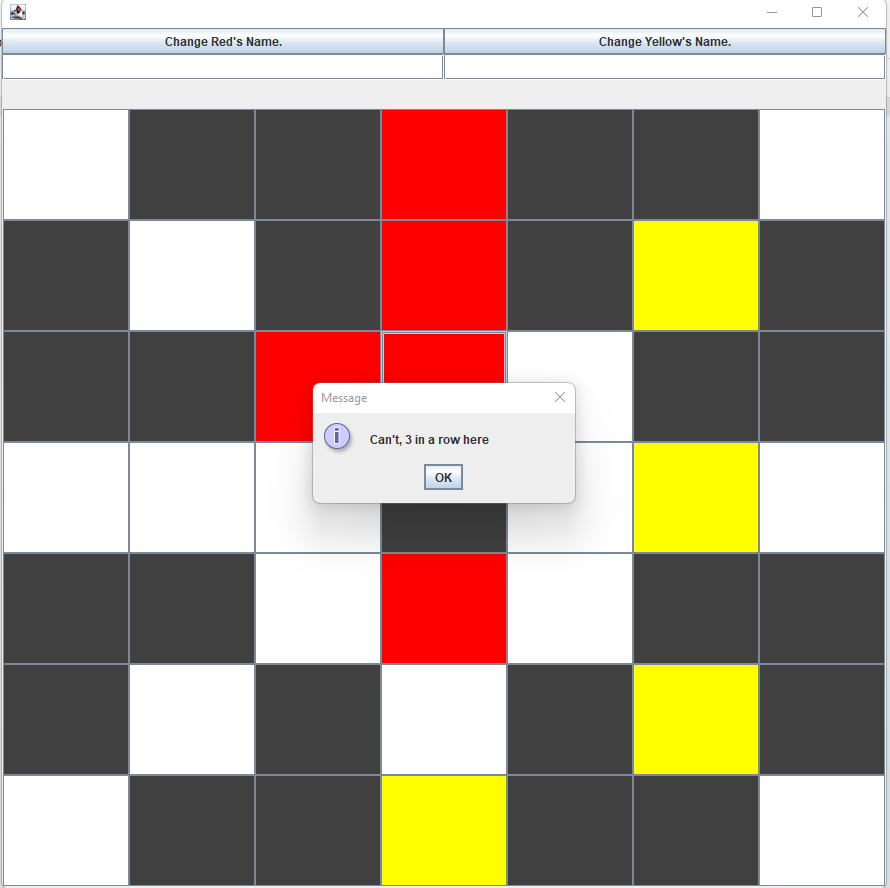 Change Red's Name.
Change Yellow's Name.
Message
Can't, 3 in a row here
OK